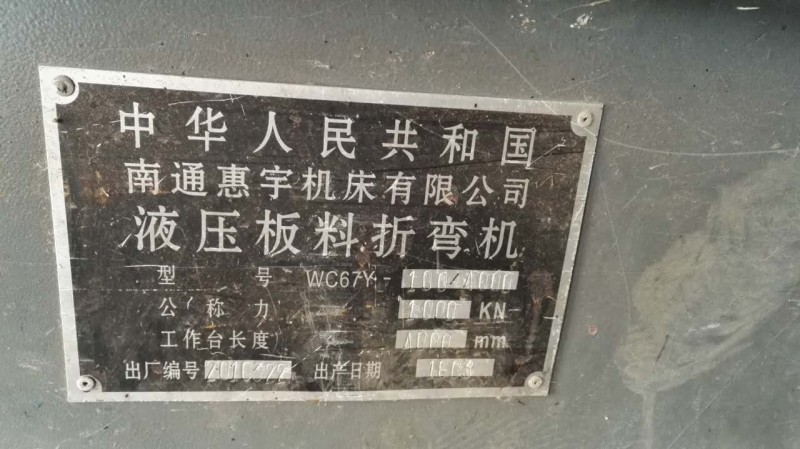 中华人民共和国
南通惠宇机床有限公司
液压板料折弯机
型 号 WC67Y-100/4000
公 称 力 KN
工作台长度 4000 mm
出厂编号 出产日期